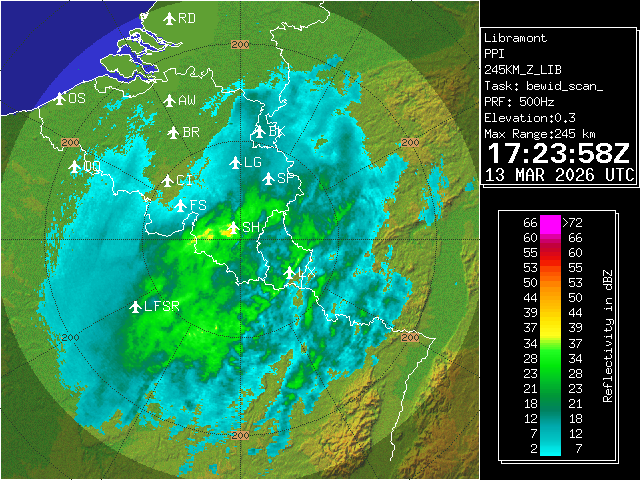 RD
200
OS
AW
BR
BK
200
200
DO
LG
CI
SP
FS
SH
LX
LFSR
200
200
200
Libramont
PPI
245KM_Z_LIB
Task: bewid_scan_
PRF: 500Hz
Elevation:0.3
Max Range:245 km
17:23:58Z
13 MAR 2026 UTC
66 >72
60 66
55 60
53 55
50 53
44 50
39 44
37 39
34 37
28 34
23 28
21 23
18 21
12 18
7 12
2 7
Reflectivity in dBZ